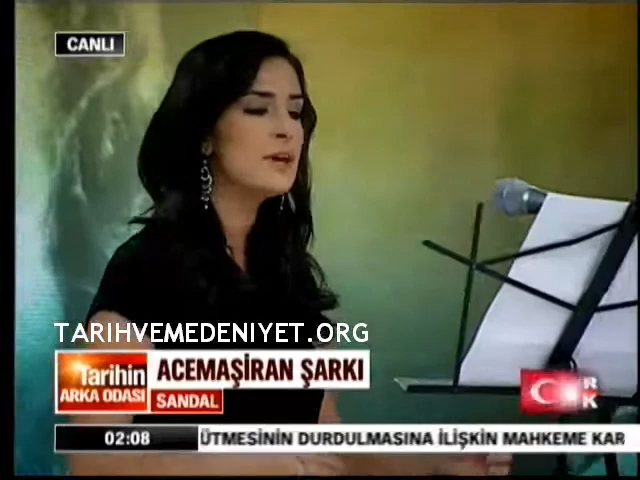 CANLI
TARIHVEMEDENIYET.ORG
Tarihin
ARKA ODASI
ACEMAŞİRAN ŞARKI
SANDAL
RK
02:08
ÜTMESİNİN DURDULMASINA İLİŞKİN MAHKEME KAR